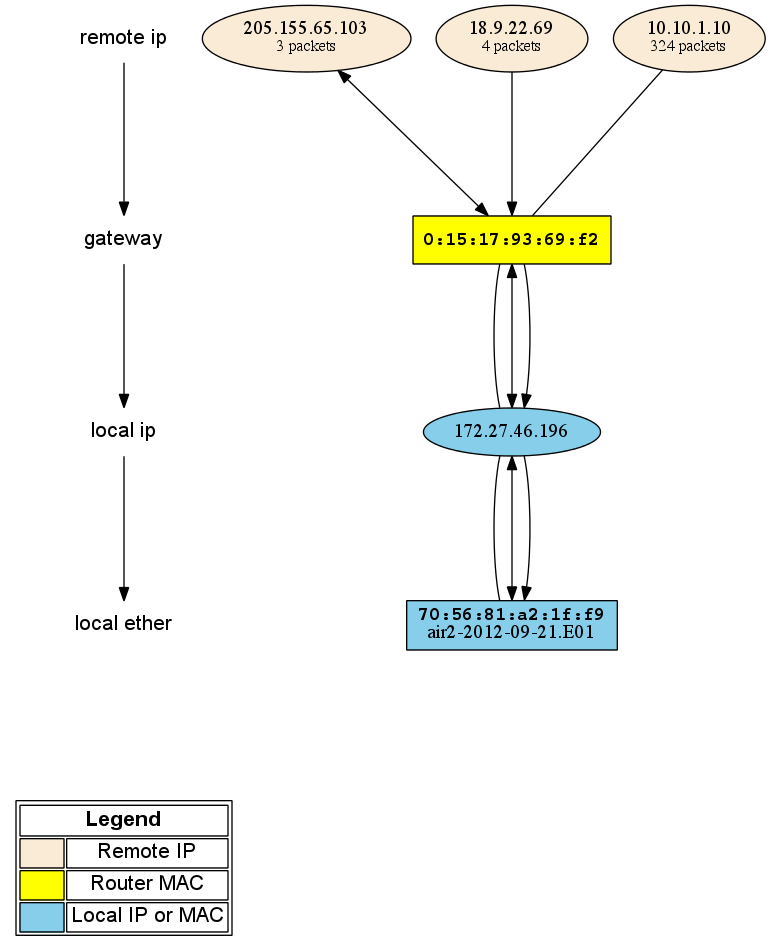 remote ip
205.155.65.103
3 packets
18.9.22.69
4 packets
10.10.1.10
324 packets
gateway
0:15:17:93:69:f2
local ip
172.27.46.196
local ether
70:56:81:a2:1f:f9
air2-2012-09-21.E01
Legend
Remote IP
Router MAC
Local IP or MAC